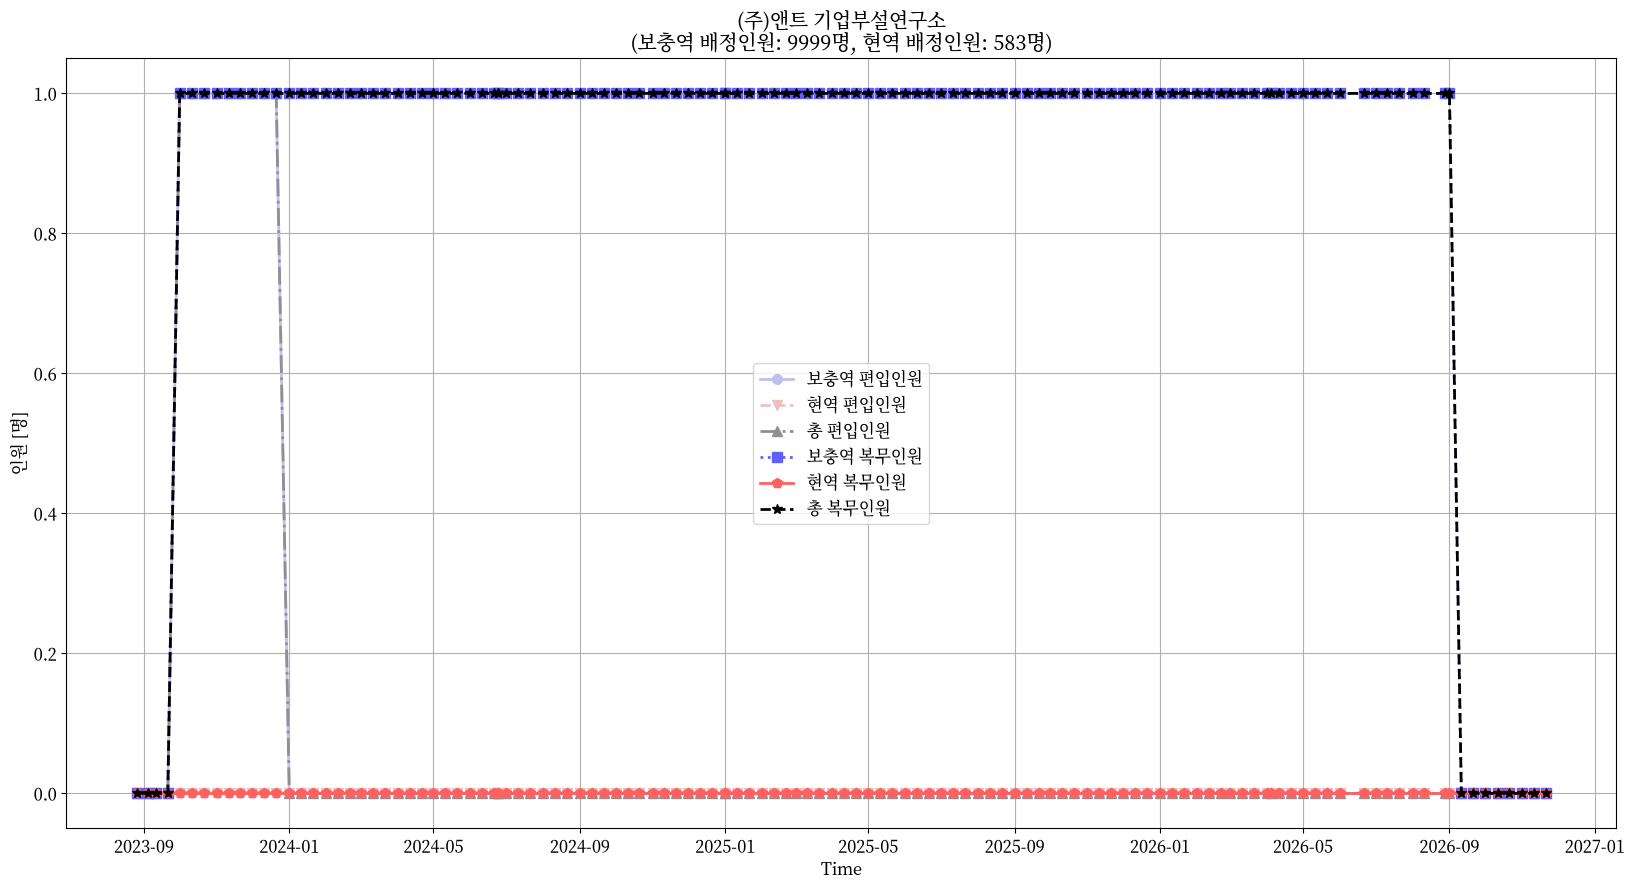 (주)앤트 기업부설연구소
(보충역 배정인원: 9999명, 현역 배정인원: 583명)
1.0
0.8
0.6
0.4
0.2
0.0
인원 [명]
보충역 편입인원
현역 편입인원
총 편입인원
보충역 복무인원
현역 복무인원
총 복무인원
2023-09
2024-01
2024-05
2024-09
2025-01
2025-05
2025-09
2026-01
2026-05
2026-09
2027-01
Time